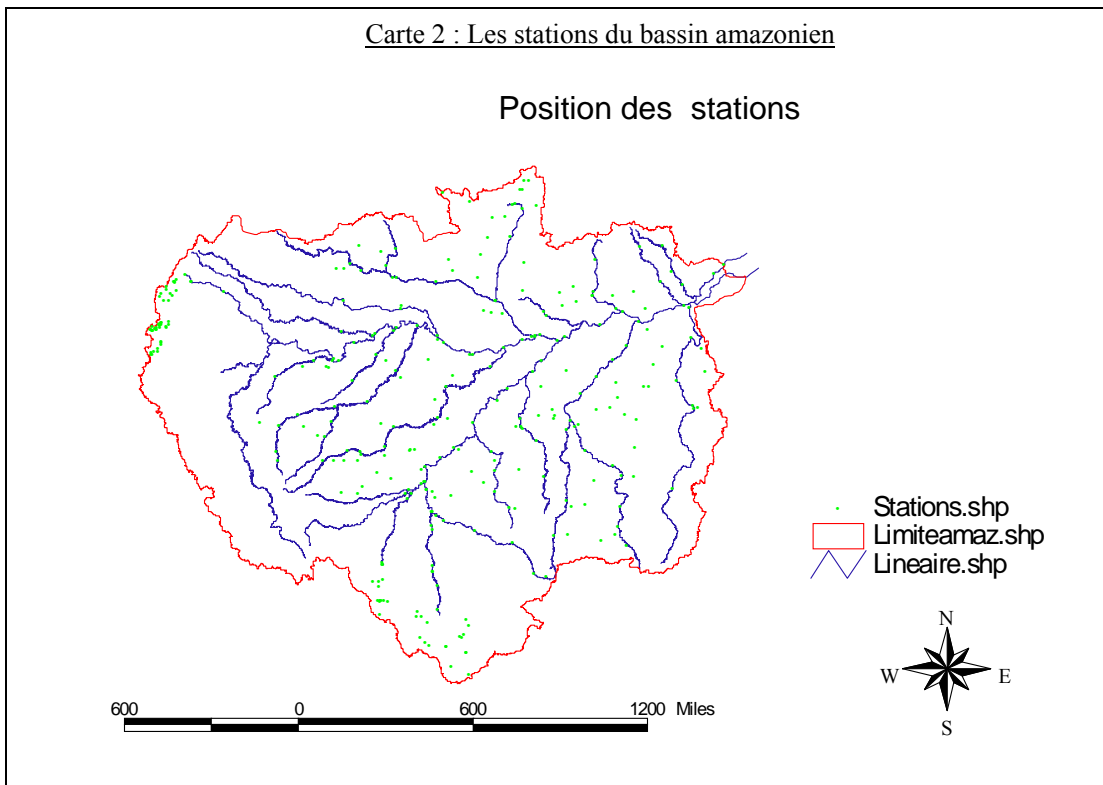 Carte 2 : Les stations du bassin amazonien
Position des  stations
Stations.shp
Limiteamaz.shp
Lineaire.shp
N
W E
S
600 0 600 1200 Miles